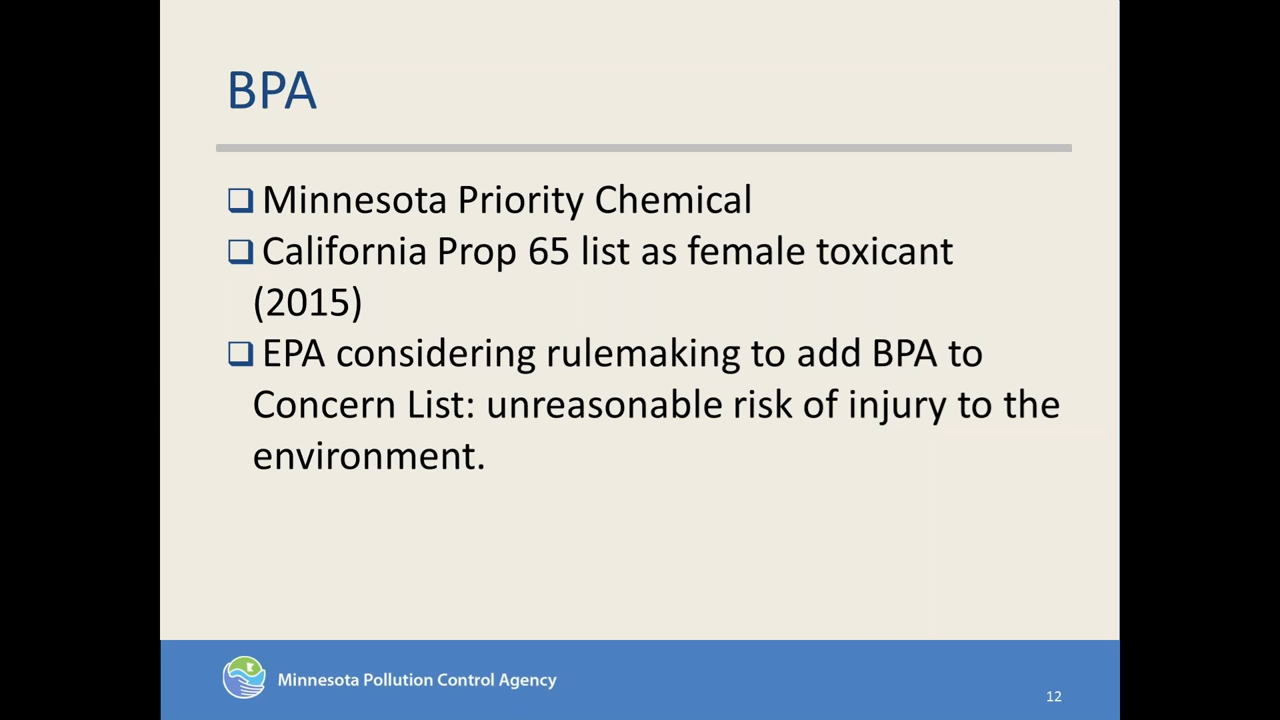 BPA
Minnesota Priority Chemical
California Prop 65 list as female toxicant
(2015)
EPA considering rulemaking to add BPA to
Concern List: unreasonable risk of injury to the
environment.
Minnesota Pollution Control Agency
12